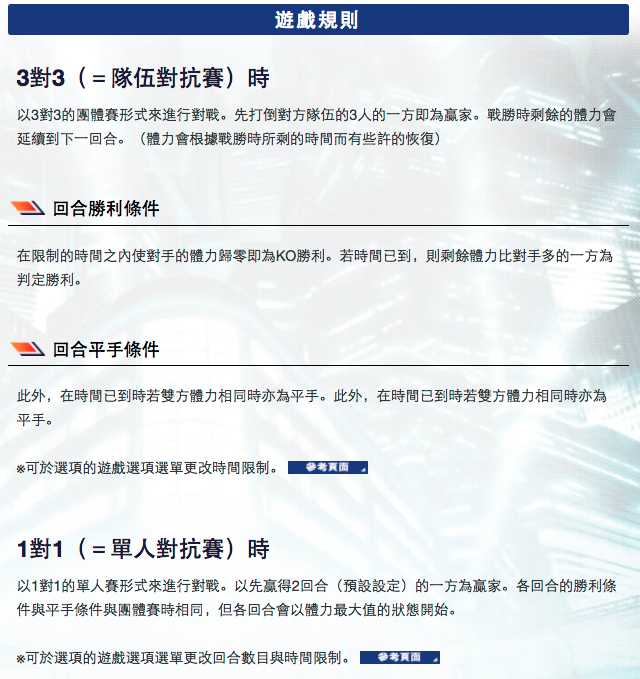 遊戲規則
3對3（＝隊伍對抗賽）時
以3對3的團體賽形式來進行對戰。先打倒對方隊伍的3人的一方即為贏家。戰勝時剩餘的體力會
延續到下一回合。（體力會根據戰勝時所剩的時間而有些許的恢復）
回合勝利條件
在限制的時間之內使對手的體力歸零即為KO勝利。若時間已到，則剩餘體力比對手多的一方為
判定勝利。
回合平手條件
此外，在時間已到時若雙方體力相同時亦為平手。此外，在時間已到時若雙方體力相同時亦為
平手。
※可於選項的遊戲選項選單更改時間限制。 參考頁面
1對1（＝單人對抗賽）時
以1對1的單人賽形式來進行對戰。以先贏得2回合（預設設定）的一方為贏家。各回合的勝利條
件與平手條件與團體賽時相同，但各回合會以體力最大值的狀態開始。
※可於選項的遊戲選項選單更改回合數目與時間限制。 參考頁面